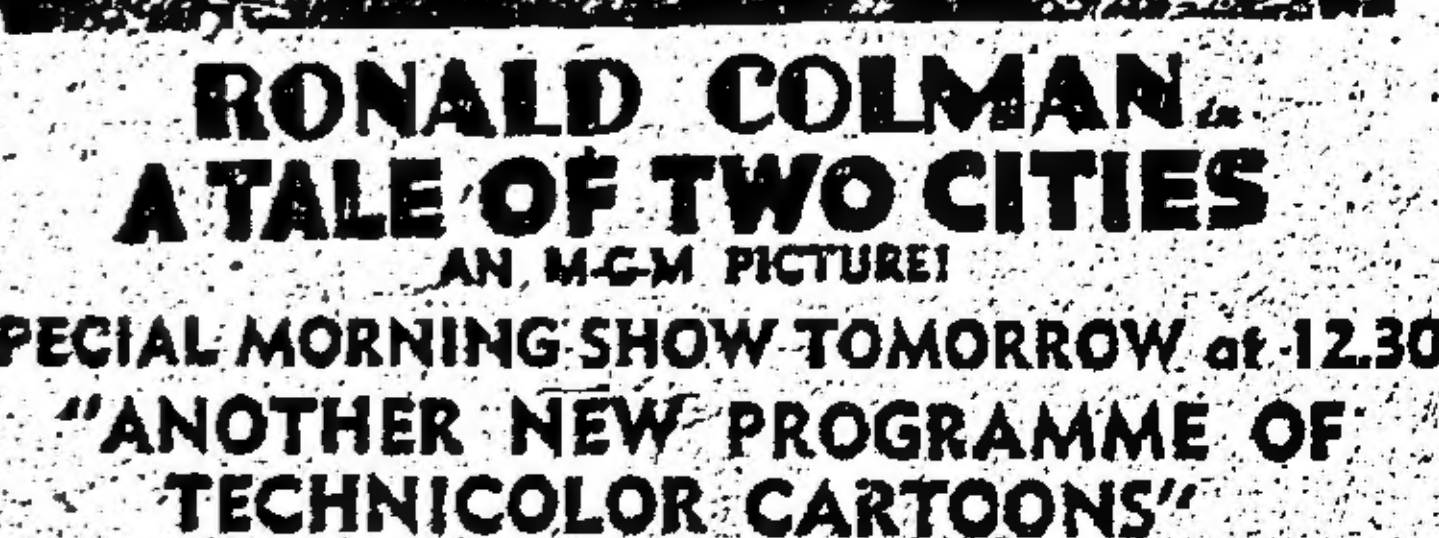 RONALD COLMAN in
A TALE OF TWO CITIES
AN M-G-M PICTURE!
PECIAL MORNING SHOW TOMORROW at 12.30
"ANOTHER NEW PROGRAMME OF
TECHNICOLOR CARTOONS"